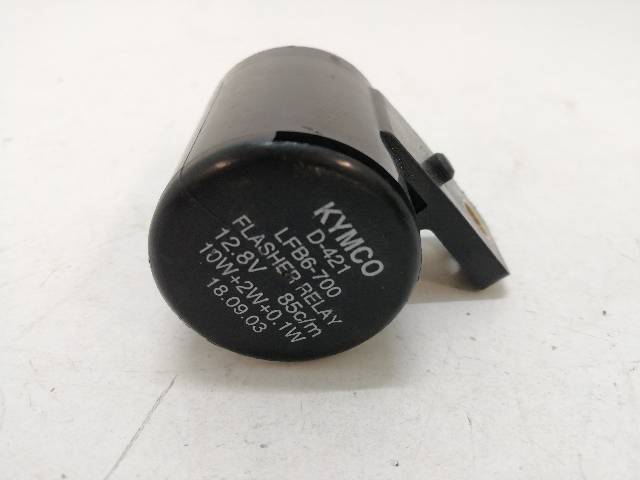 KYMCO
D-421
LFB6-700
FLASHER RELAY
12.8V 85c/m
10W+2W+0.1W
18.09.03